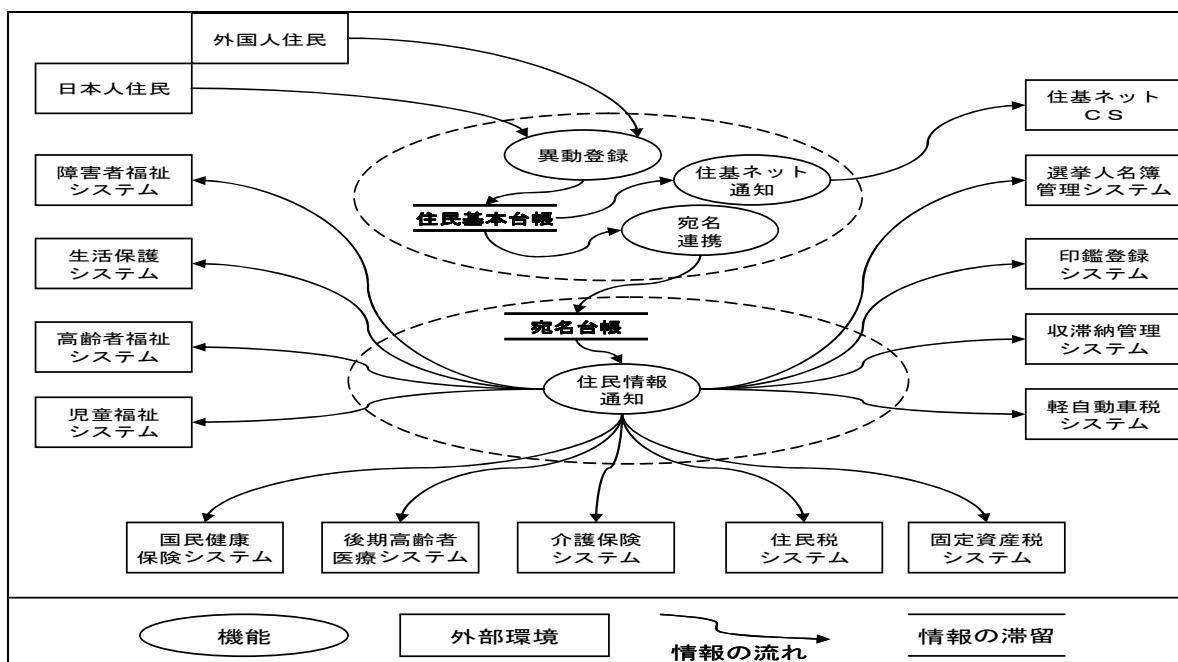 外国人住民
日本人住民
障害者福祉
システム
生活保護
システム
高齢者福祉
システム
児童福祉
システム
異動登録
住基ネット
通知
住民基本台帳
宛名
連携
宛名台帳
住民情報
通知
住基ネット
ＣＳ
選挙人名簿
管理システム
印鑑登録
システム
収滞納管理
システム
軽自動車税
システム
国民健康
保険システム
後期高齢者
医療システム
介護保険
システム
住民税
システム
固定資産税
システム
機能
外部環境
情報の流れ
情報の滞留